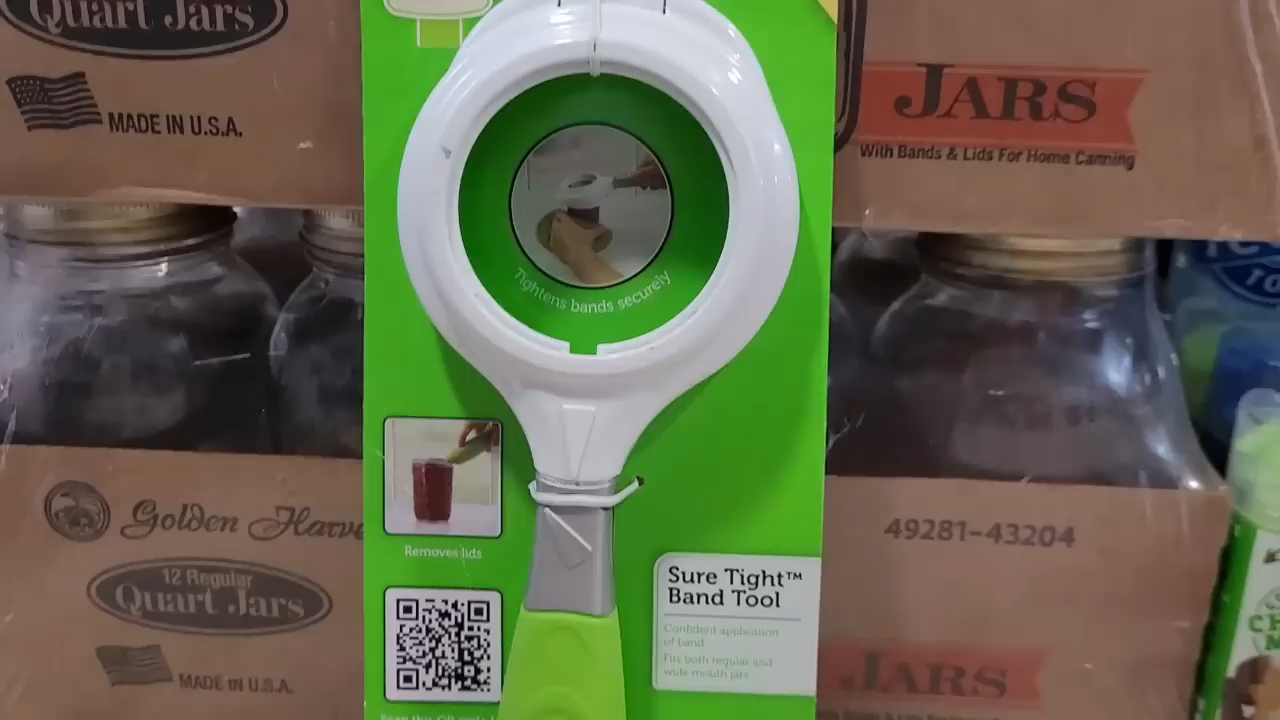 Quart Jars
MADE IN U.S.A.
JARS
With Bands & Lids For Home Canning
Tightens bands securely
Golden Harve
12 Regular
Quart Jars
MADE IN U.S.A.
Removes lids
Sure Tight™
Band Tool
Confident application
of band
Fits both regular and
wide mouth jars
49281-43204
JARS